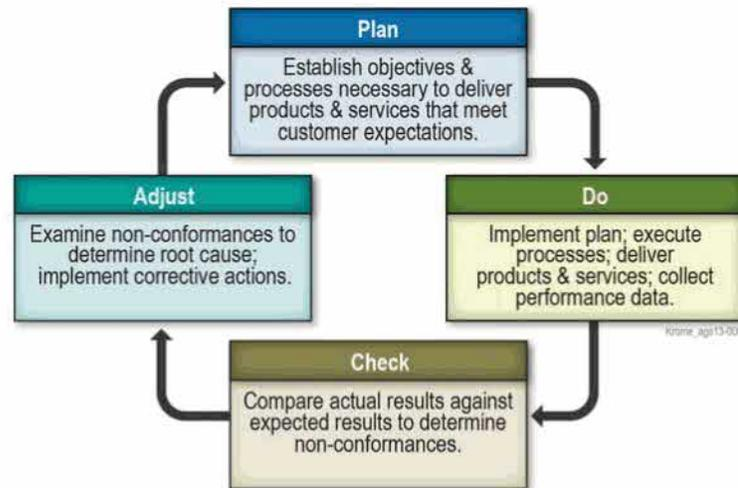 Plan
Establish objectives &
processes necessary to deliver
products & services that meet
customer expectations.
Do
Implement plan; execute
processes; deliver
products & services; collect
performance data.
Check
Compare actual results against
expected results to determine
non-conformances.
Adjust
Examine non-conformances to
determine root cause;
implement corrective actions.